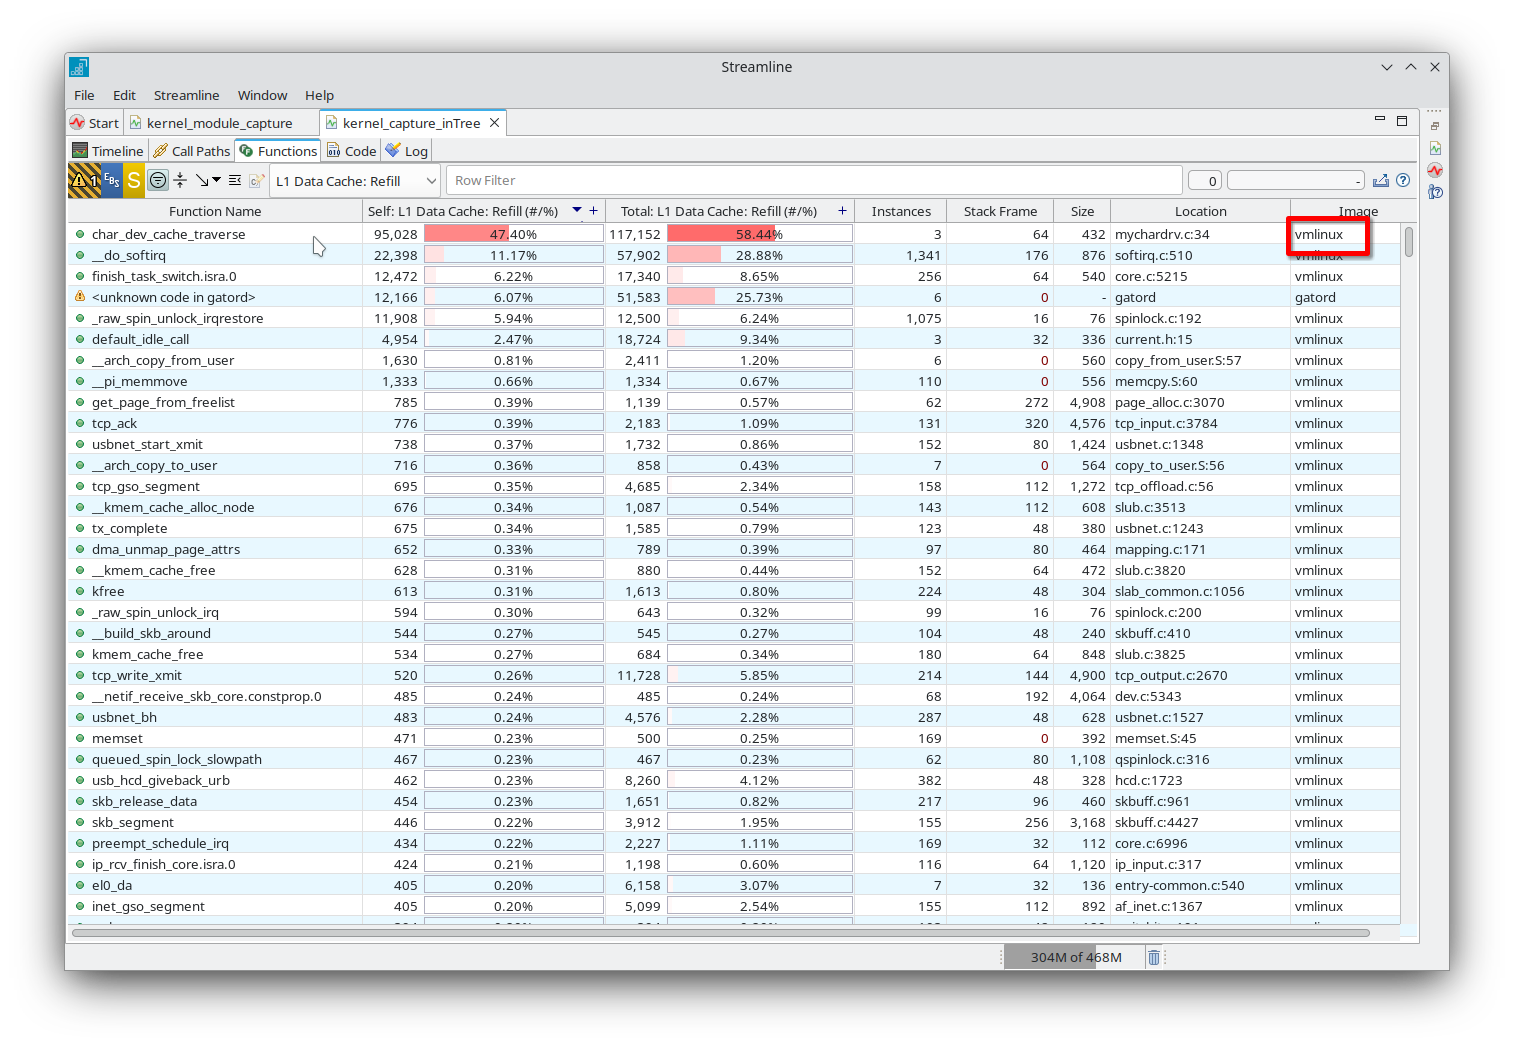 Streamline
File Edit Streamline Window Help
Start kernel_module_capture kernel_capture_inTree
Timeline Call Paths Functions Code Log
1 EBS S L1 Data Cache: Refill Row Filter 0 -
Function Name Self: L1 Data Cache: Refill (#/%) + Total: L1 Data Cache: Refill (#/%) + Instances Stack Frame Size Location Image
char_dev_cache_traverse 95,028 47.40% 117,152 58.44% 3 64 432 mychardrv.c:34 vmlinux
__do_softirq 22,398 11.17% 57,902 28.88% 1,341 176 876 softirq.c:510 vmlinux
finish_task_switch.isra.0 12,472 6.22% 17,340 8.65% 256 64 540 core.c:5215 vmlinux
<unknown code in gatord> 12,166 6.07% 51,583 25.73% 6 0 - gatord gatord
_raw_spin_unlock_irqrestore 11,908 5.94% 12,500 6.24% 1,075 16 76 spinlock.c:192 vmlinux
default_idle_call 4,954 2.47% 18,724 9.34% 3 32 336 current.h:15 vmlinux
__arch_copy_from_user 1,630 0.81% 2,411 1.20% 6 0 560 copy_from_user.S:57 vmlinux
__pi_memmove 1,333 0.66% 1,334 0.67% 110 0 556 memcpy.S:60 vmlinux
get_page_from_freelist 785 0.39% 1,139 0.57% 62 272 4,908 page_alloc.c:3070 vmlinux
tcp_ack 776 0.39% 2,183 1.09% 131 320 4,576 tcp_input.c:3784 vmlinux
usbnet_start_xmit 738 0.37% 1,732 0.86% 152 80 1,424 usbnet.c:1348 vmlinux
__arch_copy_to_user 716 0.36% 858 0.43% 7 0 564 copy_to_user.S:56 vmlinux
tcp_gso_segment 695 0.35% 4,685 2.34% 158 112 1,272 tcp_offload.c:56 vmlinux
__kmem_cache_alloc_node 676 0.34% 1,087 0.54% 143 112 608 slub.c:3513 vmlinux
tx_complete 675 0.34% 1,585 0.79% 123 48 380 usbnet.c:1243 vmlinux
dma_unmap_page_attrs 652 0.33% 789 0.39% 97 80 464 mapping.c:171 vmlinux
__kmem_cache_free 628 0.31% 880 0.44% 152 64 472 slub.c:3820 vmlinux
kfree 613 0.31% 1,613 0.80% 224 48 304 slab_common.c:1056 vmlinux
_raw_spin_unlock_irq 594 0.30% 643 0.32% 99 16 76 spinlock.c:200 vmlinux
__build_skb_around 544 0.27% 545 0.27% 104 48 240 skbuff.c:410 vmlinux
kmem_cache_free 534 0.27% 684 0.34% 180 64 848 slub.c:3825 vmlinux
tcp_write_xmit 520 0.26% 11,728 5.85% 214 144 4,900 tcp_output.c:2670 vmlinux
__netif_receive_skb_core.constprop.0 485 0.24% 485 0.24% 68 192 4,064 dev.c:5343 vmlinux
usbnet_bh 483 0.24% 4,576 2.28% 287 48 628 usbnet.c:1527 vmlinux
memset 471 0.23% 500 0.25% 169 0 392 memset.S:45 vmlinux
queued_spin_lock_slowpath 467 0.23% 467 0.23% 62 80 1,108 qspinlock.c:316 vmlinux
usb_hcd_giveback_urb 462 0.23% 8,260 4.12% 382 48 328 hcd.c:1723 vmlinux
skb_release_data 454 0.23% 1,651 0.82% 217 96 460 skbuff.c:961 vmlinux
skb_segment 446 0.22% 3,912 1.95% 155 256 3,168 skbuff.c:4427 vmlinux
preempt_schedule_irq 434 0.22% 2,227 1.11% 169 32 112 core.c:6996 vmlinux
ip_rcv_finish_core.isra.0 424 0.21% 1,198 0.60% 116 64 1,120 ip_input.c:317 vmlinux
el0_da 405 0.20% 6,158 3.07% 7 32 136 entry-common.c:540 vmlinux
inet_gso_segment 405 0.20% 5,099 2.54% 155 112 892 af_inet.c:1367 vmlinux
304M of 468M